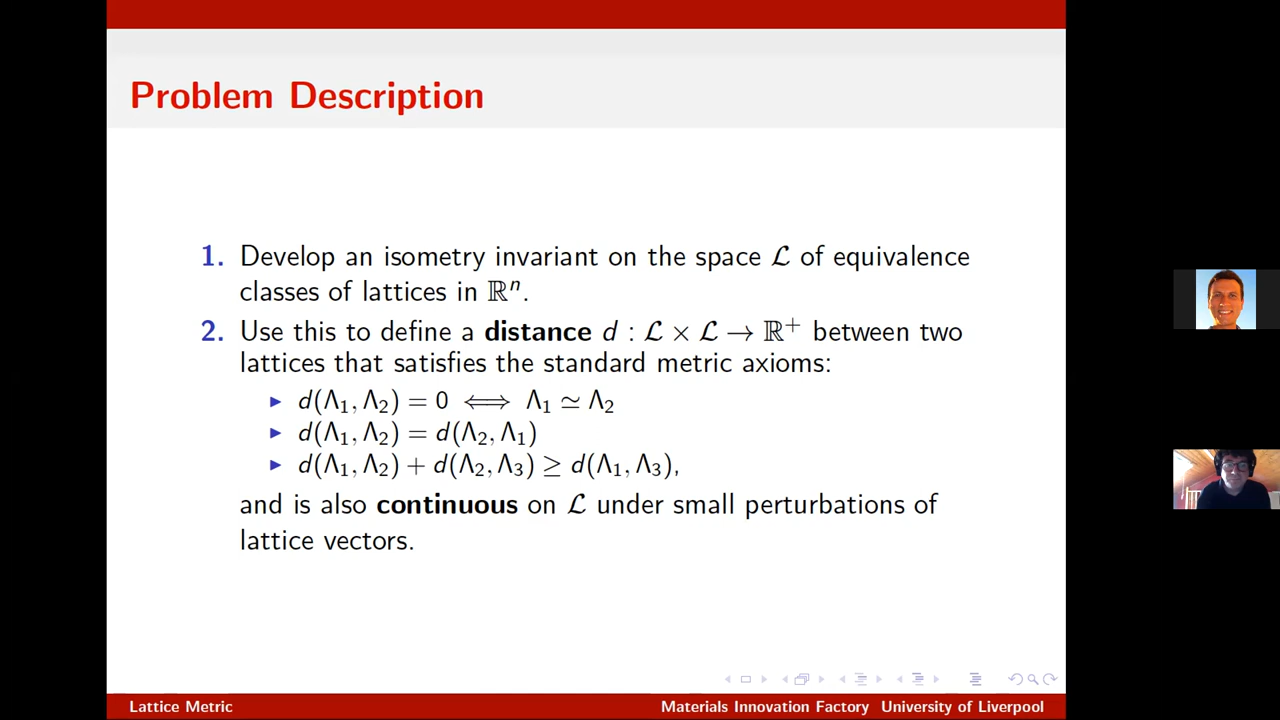 Problem Description
1. Develop an isometry invariant on the space ℒ of equivalence
classes of lattices in ℝⁿ.
2. Use this to define a distance d : ℒ × ℒ → ℝ⁺ between two
lattices that satisfies the standard metric axioms:
▶ d(Λ₁, Λ₂) = 0 ⟺ Λ₁ ≃ Λ₂
▶ d(Λ₁, Λ₂) = d(Λ₂, Λ₁)
▶ d(Λ₁, Λ₂) + d(Λ₂, Λ₃) ≥ d(Λ₁, Λ₃),
and is also continuous on ℒ under small perturbations of
lattice vectors.
Lattice Metric
Materials Innovation Factory University of Liverpool